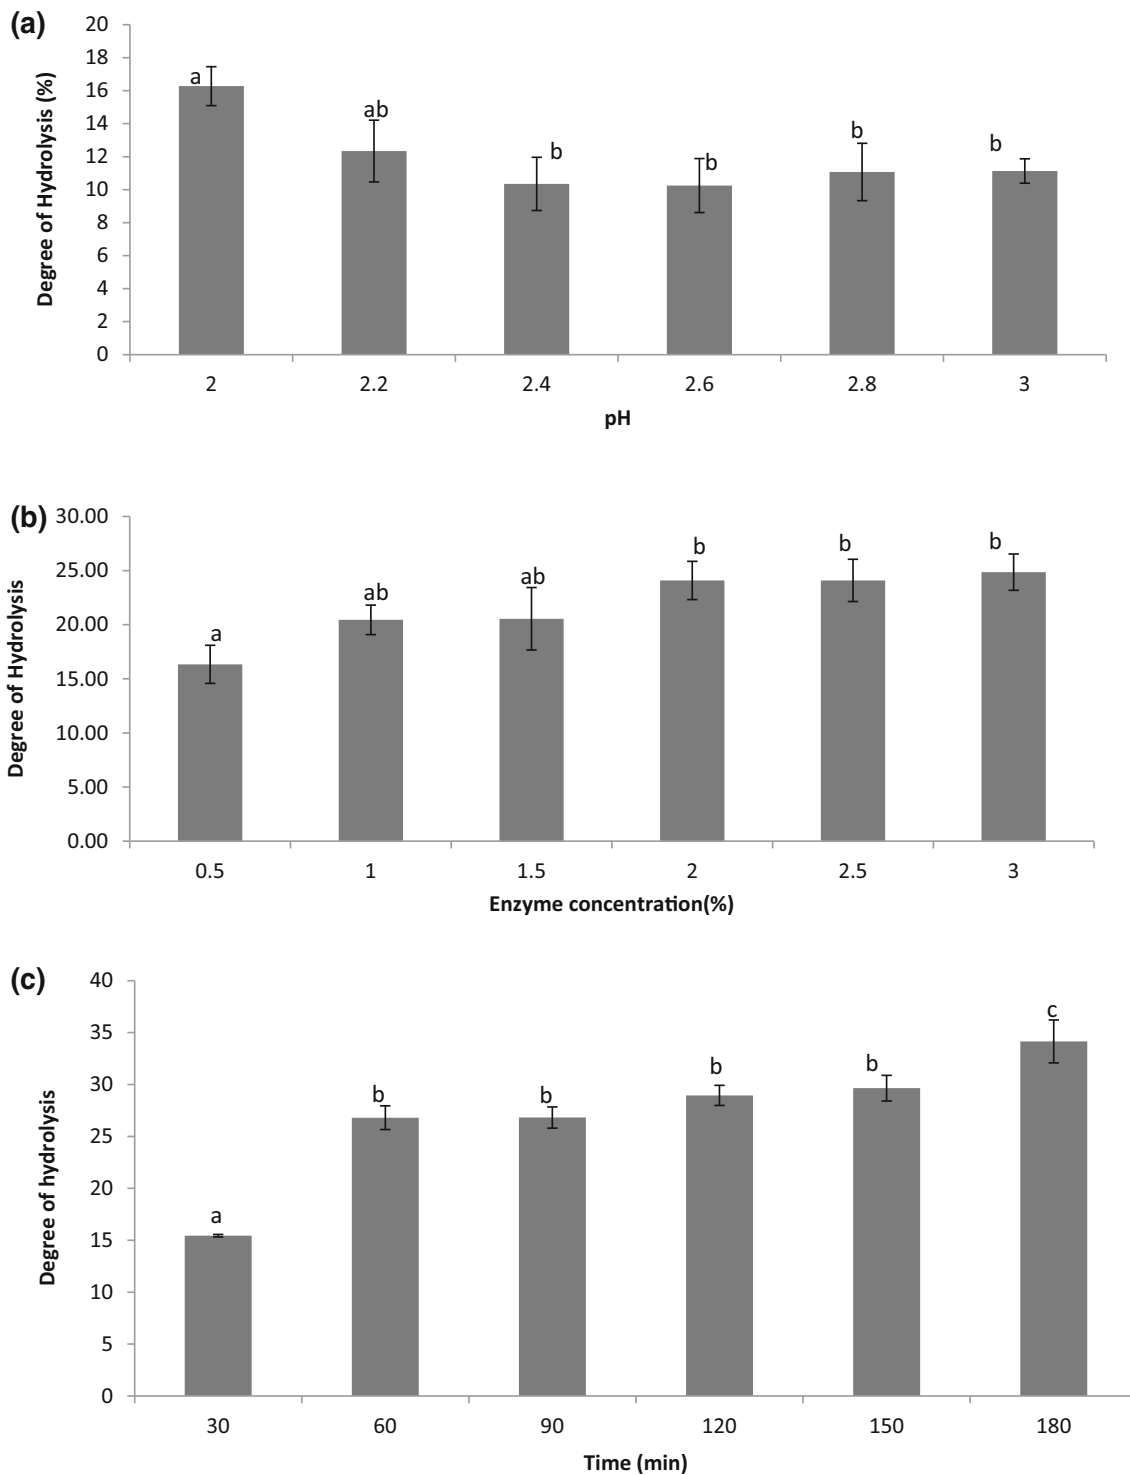 (a)
Degree of Hydrolysis (%)
20
18
16
14
12
10
8
6
4
2
0
a
ab
b
b
b
b
2 2.2 2.4 2.6 2.8 3
pH
(b)
Degree of Hydrolysis
30.00
25.00
20.00
15.00
10.00
5.00
0.00
a
ab
ab
b
b
b
0.5 1 1.5 2 2.5 3
Enzyme concentration(%)
(c)
Degree of hydrolysis
40
35
30
25
20
15
10
5
0
a
b
b
b
b
c
30 60 90 120 150 180
Time (min)